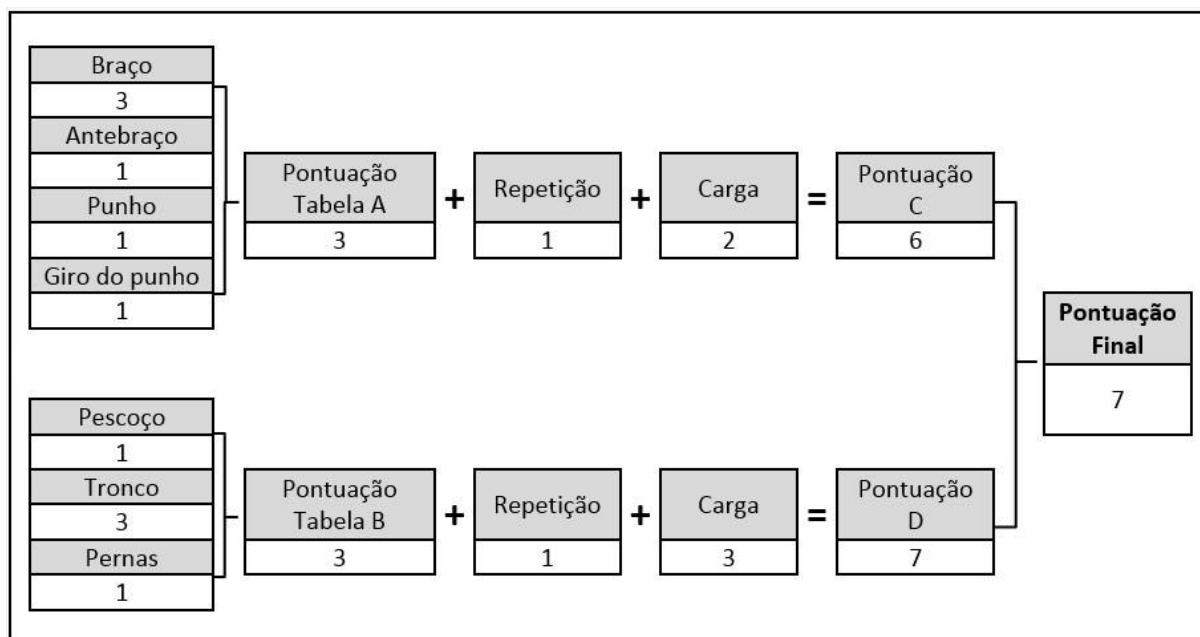 Braço
3
Antebraço
1
Punho
1
Giro do punho
1
Pontuação
Tabela A
3
+
Repetição
1
+
Carga
2
=
Pontuação
C
6
Pescoço
1
Tronco
3
Pernas
1
Pontuação
Tabela B
3
+
Repetição
1
+
Carga
3
=
Pontuação
D
7
Pontuação
Final
7